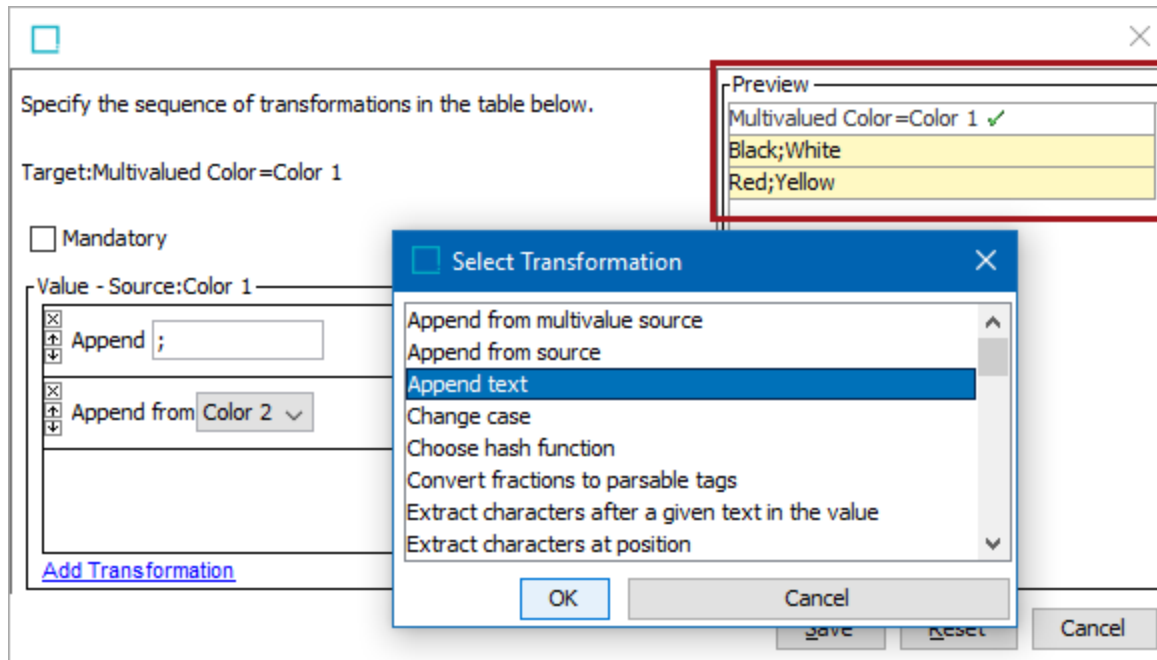 Specify the sequence of transformations in the table below.
Target:Multivalued Color=Color 1
Mandatory
Value - Source:Color 1
Append ;
Append from Color 2
Add Transformation
Preview
Multivalued Color=Color 1
Black;White
Red;Yellow
Select Transformation
Append from multivalue source
Append from source
Append text
Change case
Choose hash function
Convert fractions to parsable tags
Extract characters after a given text in the value
Extract characters at position
OK Cancel
Save Reset Cancel